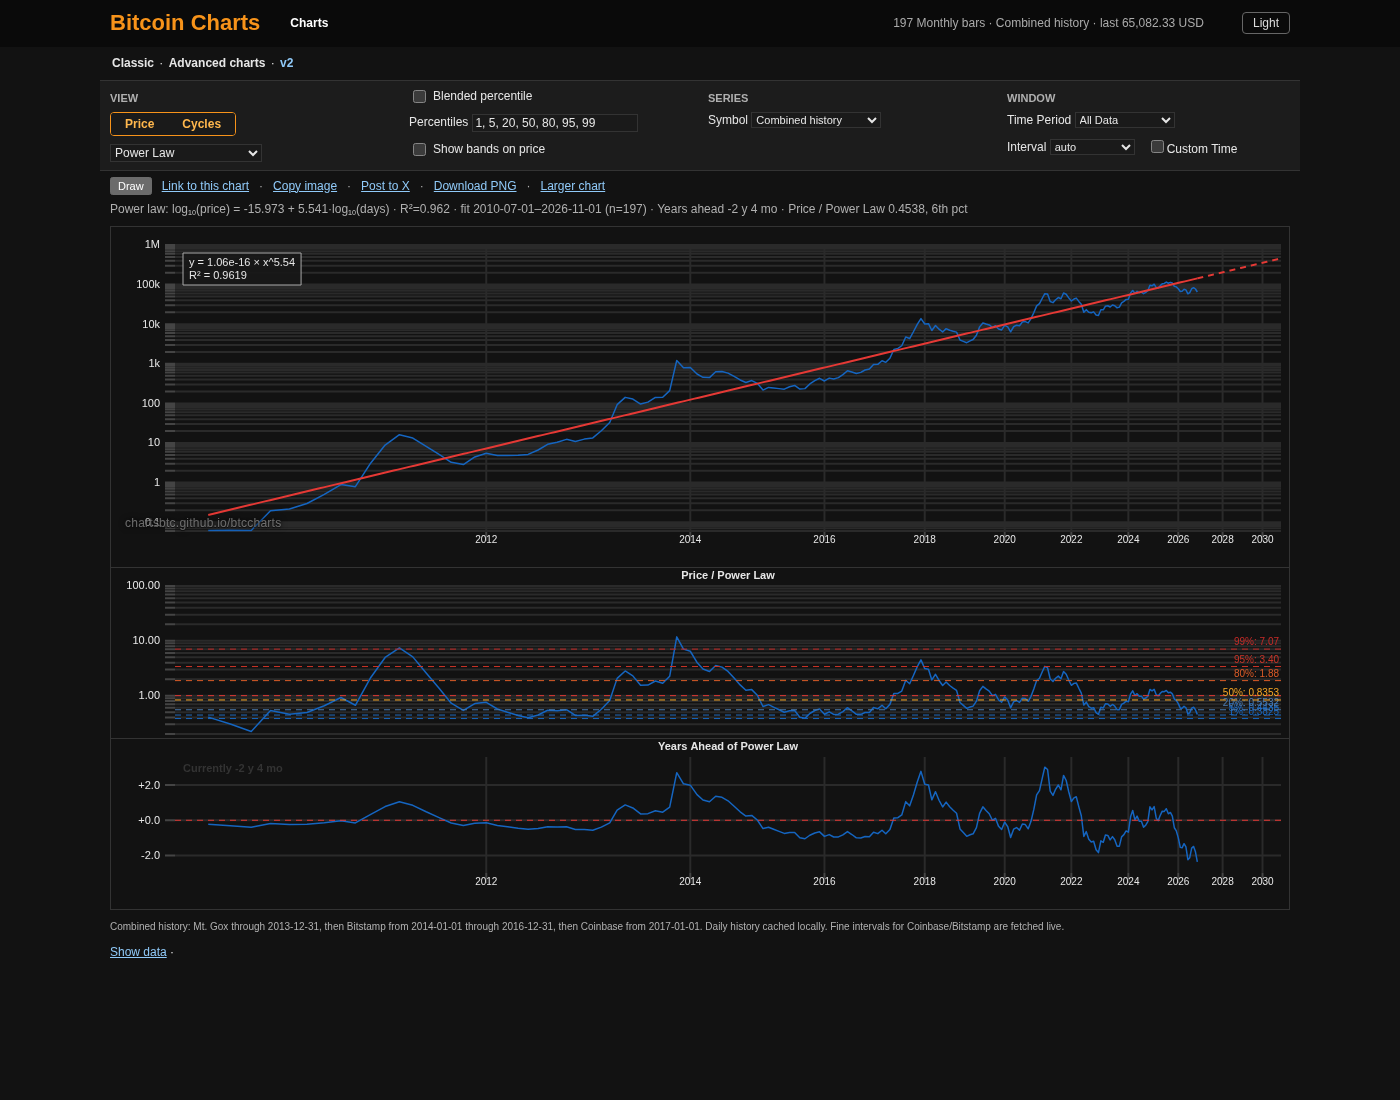 Bitcoin Charts
Charts
197 Monthly bars · Combined history · last 65,082.33 USD
Light
Classic · Advanced charts · v2
VIEW
Price Cycles
Power Law
Blended percentile
Percentiles 1, 5, 20, 50, 80, 95, 99
Show bands on price
SERIES
Symbol Combined history
WINDOW
Time Period All Data
Interval auto Custom Time
Draw Link to this chart · Copy image · Post to X · Download PNG · Larger chart
Power law: log₁₀(price) = -15.973 + 5.541·log₁₀(days) · R²=0.962 · fit 2010-07-01–2026-11-01 (n=197) · Years ahead -2 y 4 mo · Price / Power Law 0.4538, 6th pct
1M
y = 1.06e-16 × x^5.54
R² = 0.9619
100k
10k
1k
100
10
1
0.1
chartsbtc.github.io/btccharts
2012 2014 2016 2018 2020 2022 2024 2026 2028 2030
Price / Power Law
100.00
10.00
99%: 7.07
95%: 3.40
80%: 1.88
1.00
50%: 0.8353
Years Ahead of Power Law
Currently -2 y 4 mo
+2.0
+0.0
-2.0
2012 2014 2016 2018 2020 2022 2024 2026 2028 2030
Combined history: Mt. Gox through 2013-12-31, then Bitstamp from 2014-01-01 through 2016-12-31, then Coinbase from 2017-01-01. Daily history cached locally. Fine intervals for Coinbase/Bitstamp are fetched live.
Show data ·